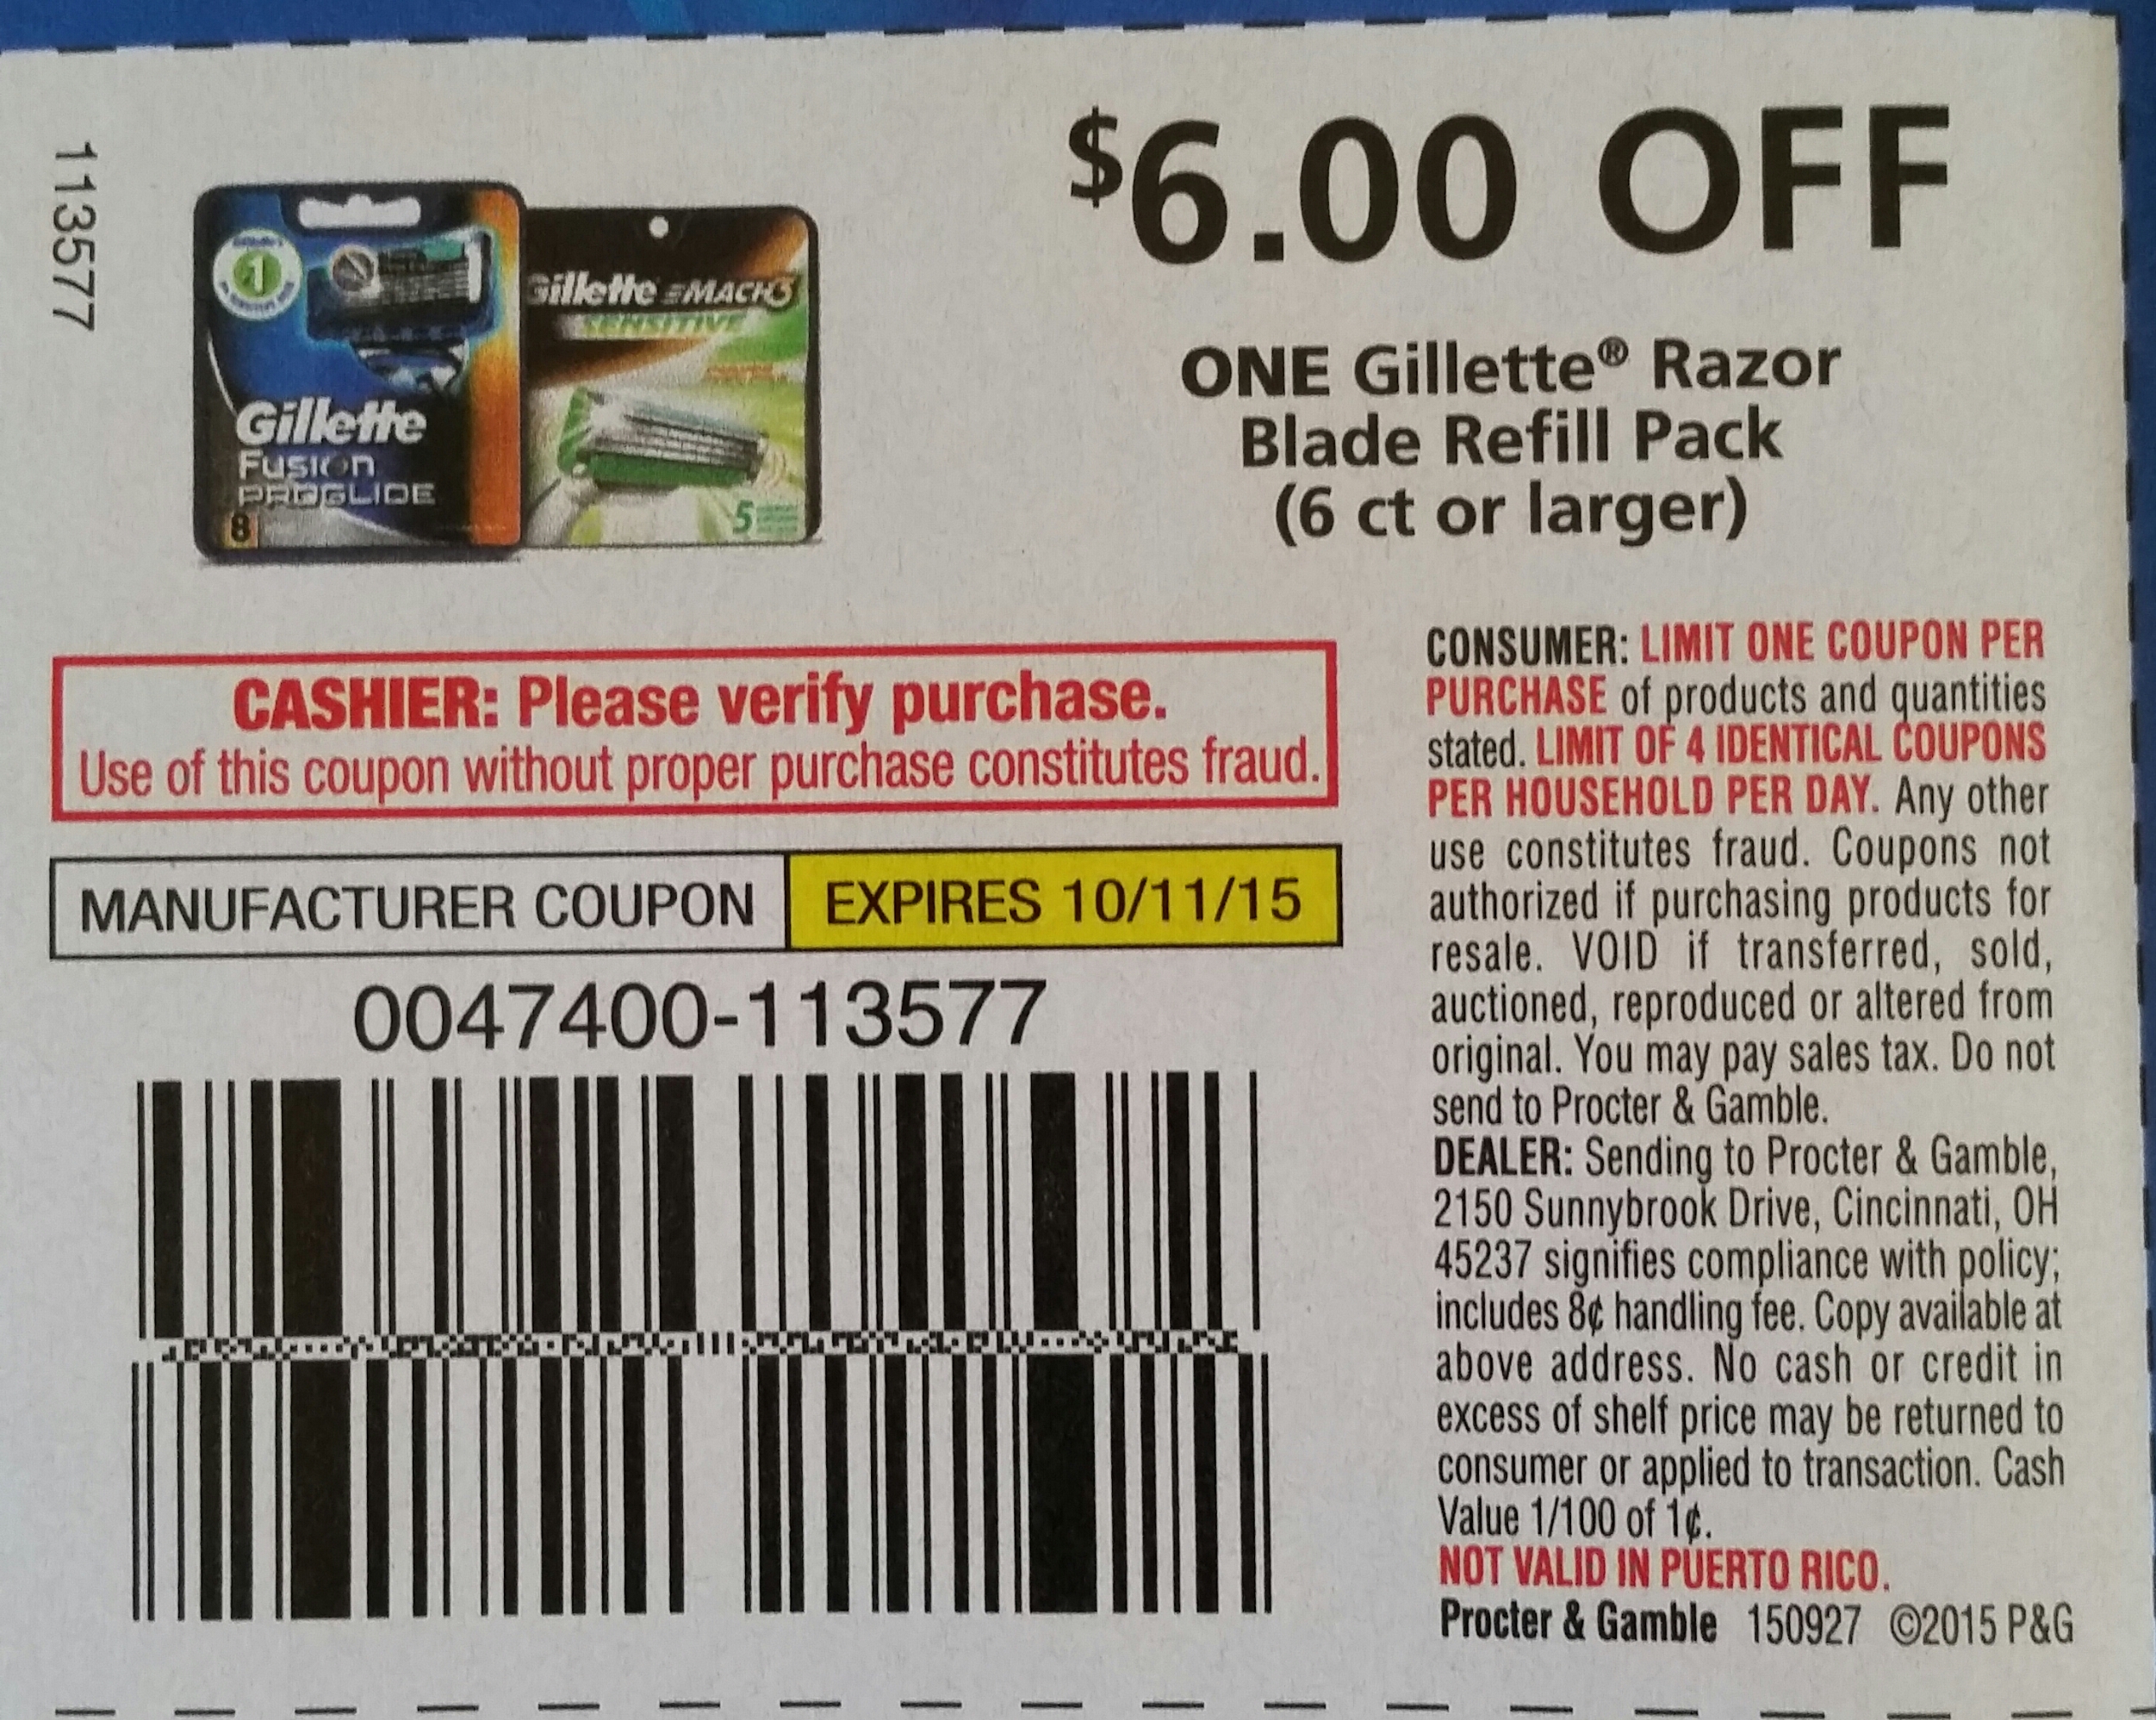 113577
$6.00 OFF
ONE Gillette® Razor
Blade Refill Pack
(6 ct or larger)
1
Gillette
Fusion
PROGLIDE
8
Gillette MACH3
SENSITIVE
5
CASHIER: Please verify purchase.
Use of this coupon without proper purchase constitutes fraud.
MANUFACTURER COUPON
EXPIRES 10/11/15
0047400-113577
CONSUMER: LIMIT ONE COUPON PER
PURCHASE of products and quantities
stated. LIMIT OF 4 IDENTICAL COUPONS
PER HOUSEHOLD PER DAY. Any other
use constitutes fraud. Coupons not
authorized if purchasing products for
resale. VOID if transferred, sold,
auctioned, reproduced or altered from
original. You may pay sales tax. Do not
send to Procter & Gamble.
DEALER: Sending to Procter & Gamble,
2150 Sunnybrook Drive, Cincinnati, OH
45237 signifies compliance with policy;
includes 8¢ handling fee. Copy available at
above address. No cash or credit in
excess of shelf price may be returned to
consumer or applied to transaction. Cash
Value 1/100 of 1¢.
NOT VALID IN PUERTO RICO.
Procter & Gamble 150927 ©2015 P&G